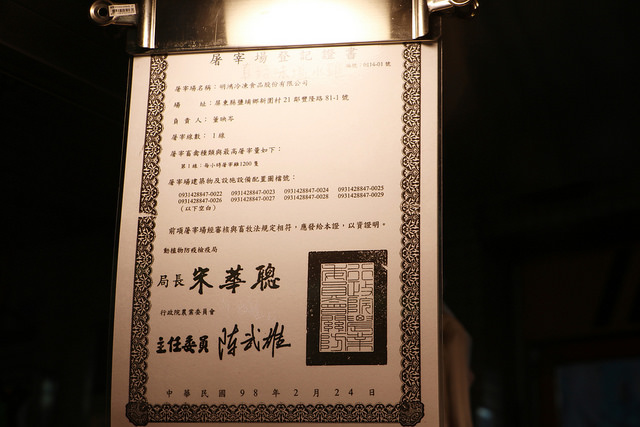 屠宰場登記證書
屠宰場名稱：明鴻冷凍食品股份有限公司
場　　址：屏東縣鹽埔鄉新圍村21鄰豐隆路81-1號
負 責 人：葉映岑
屠宰線數：1線
屠宰畜禽種類與最高屠宰量如下：
第1線：每小時屠宰鴨1200隻
屠宰場建築物及設施設備配置圖檔號：
0931428847-0022 0931428847-0023 0931428847-0024 0931428847-0025
0931428847-0026 0931428847-0027 0931428847-0028 0931428847-0029
（以下空白）
前項屠宰場經審核與畜牧法規定相符，應發給本證，以資證明。
動植物防疫檢疫局
局長 宋華聰
行政院農業委員會
主任委員 陳武雄
中華民國98年2月24日